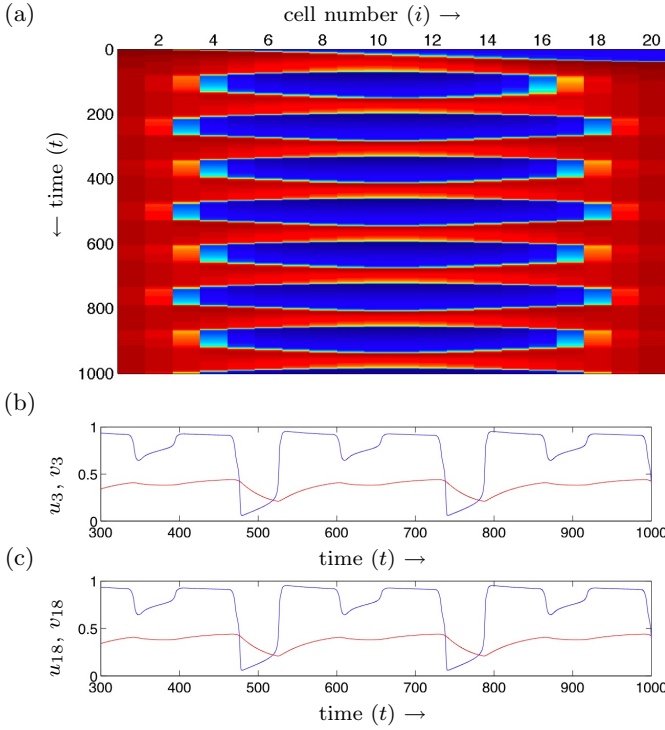 (a)
cell number (i) →
2 4 6 8 10 12 14 16 18 20
← time (t)
0
200
400
600
800
1000
(b)
u3, v3
1
0.5
0
300 400 500 600 700 800 900 1000
time (t) →
(c)
u18, v18
1
0.5
0
300 400 500 600 700 800 900 1000
time (t) →